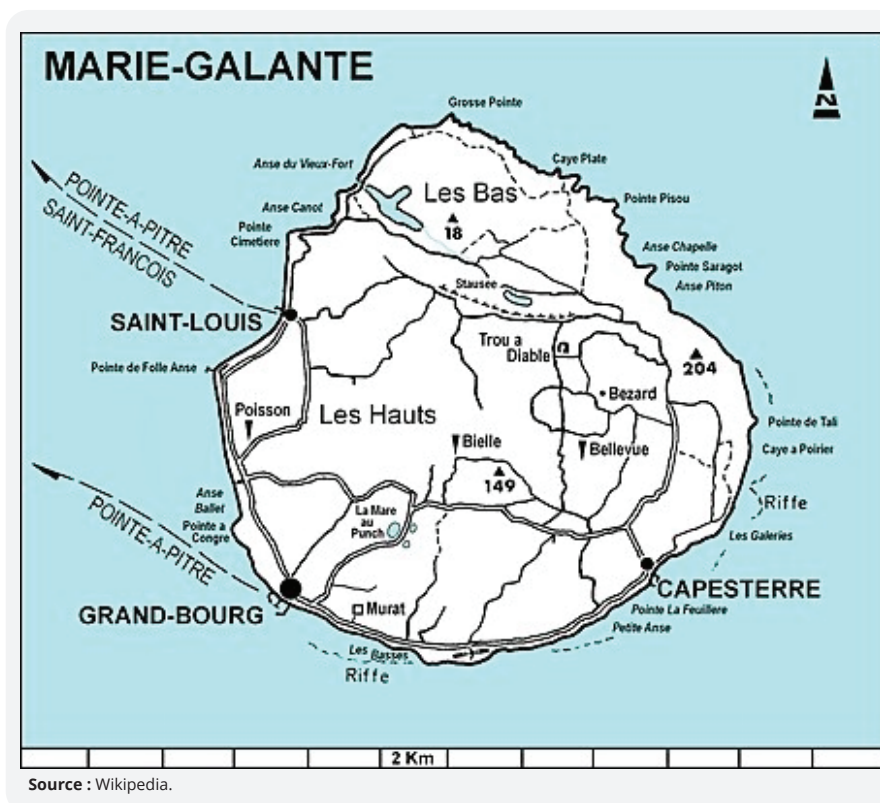 MARIE-GALANTE
N
Grosse Pointe
Anse du Vieux-Fort
Caye Plate
Les Bas
POINTE-A-PITRE
SAINT-FRANCOIS
Anse Canot
Pointe Pisou
18
Pointe
Cimetiere
Anse Chapelle
Pointe Saragot
Stausee
Anse Piton
SAINT-LOUIS
Trou a
Diable
204
Pointe de Folle Anse
Bezard
Poisson
Les Hauts
Pointe de Tali
Bielle
Bellevue
Caye a Poirier
149
Anse
Ballet
Pointe a
Congre
La Mare
au
Punch
Riffe
POINTE-A-PITRE
Les Galeries
GRAND-BOURG
CAPESTERRE
Murat
Pointe La Feuillere
Petite Anse
Les Basses
Riffe
2 Km
Source : Wikipedia.